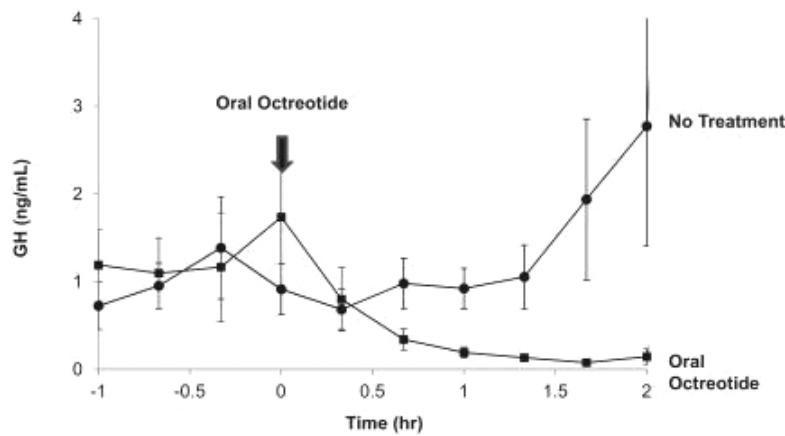 4
3
2
1
0
GH (ng/mL)
Oral Octreotide
No Treatment
Oral
Octreotide
-1 -0.5 0 0.5 1 1.5 2
Time (hr)